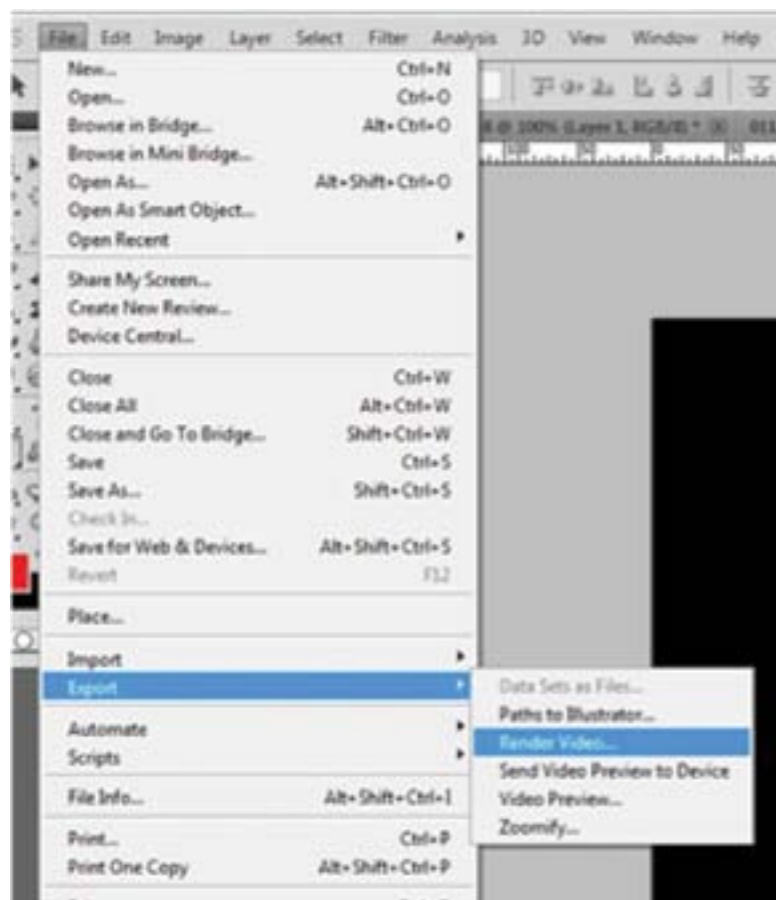 File Edit Image Layer Select Filter Analysis 3D View Window Help
New... Ctrl+N
Open... Ctrl+O
Browse in Bridge... Alt+Ctrl+O
Browse in Mini Bridge...
Open As... Alt+Shift+Ctrl+O
Open As Smart Object...
Open Recent
Share My Screen...
Create New Review...
Device Central...
Close Ctrl+W
Close All Alt+Ctrl+W
Close and Go To Bridge... Shift+Ctrl+W
Save Ctrl+S
Save As... Shift+Ctrl+S
Check In...
Save for Web & Devices... Alt+Shift+Ctrl+S
Revert F12
Place...
Import
Export
Automate
Scripts
File Info... Alt+Shift+Ctrl+I
Print... Ctrl+P
Print One Copy Alt+Shift+Ctrl+P
Data Sets as Files...
Paths to Illustrator...
Render Video...
Send Video Preview to Device
Video Preview...
Zoomify...
@ 100% (Layer 1, RGB/8) *